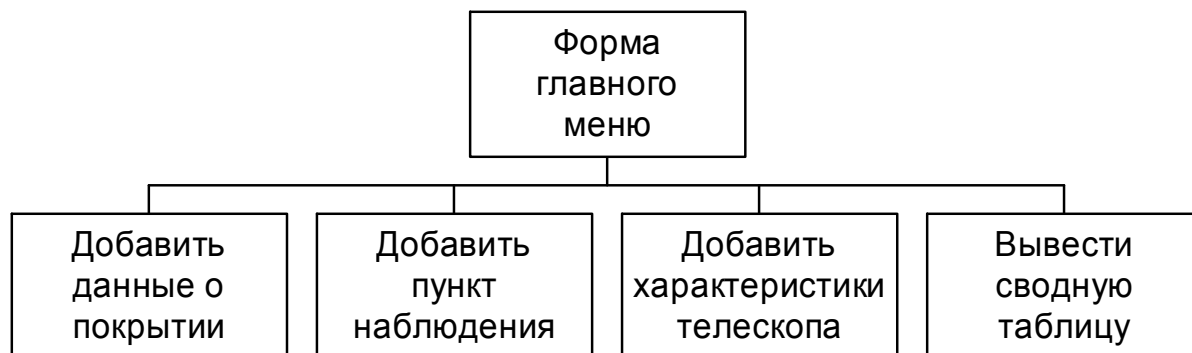 Форма
главного
меню
Добавить
данные о
покрытии
Добавить
пункт
наблюдения
Добавить
характеристики
телескопа
Вывести
сводную
таблицу